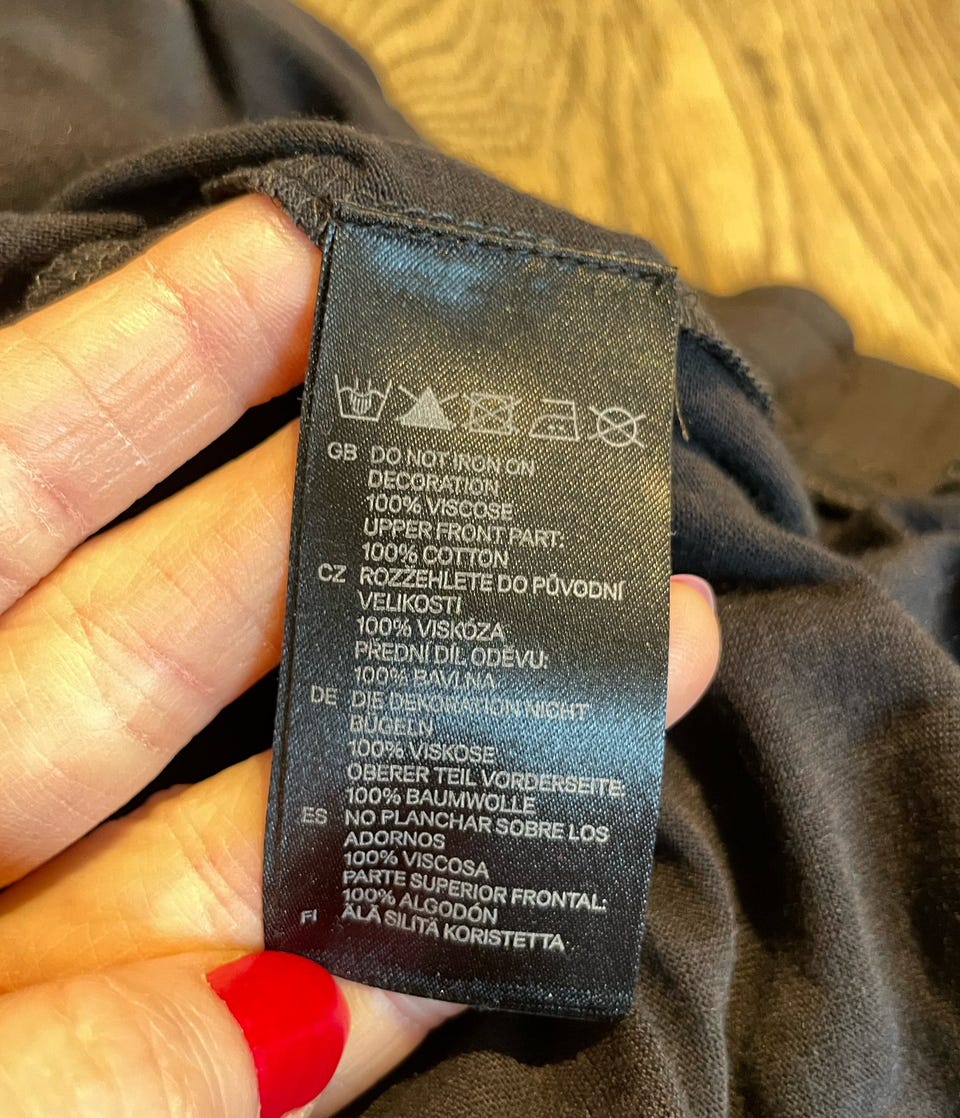 GB DO NOT IRON ON
DECORATION
100% VISCOSE
UPPER FRONT PART:
100% COTTON
CZ ROZZEHLETE DO PŮVODNÍ
VELIKOSTI
100% VISKÓZA
PŘEDNÍ DÍL ODĚVU:
100% BAVLNA
DE DIE DEKORATION NICHT
BÜGELN
100% VISKOSE
OBERER TEIL VORDERSEITE:
100% BAUMWOLLE
ES NO PLANCHAR SOBRE LOS
ADORNOS
100% VISCOSA
PARTE SUPERIOR FRONTAL:
100% ALGODÓN
FI ÄLÄ SILITÄ KORISTETTA